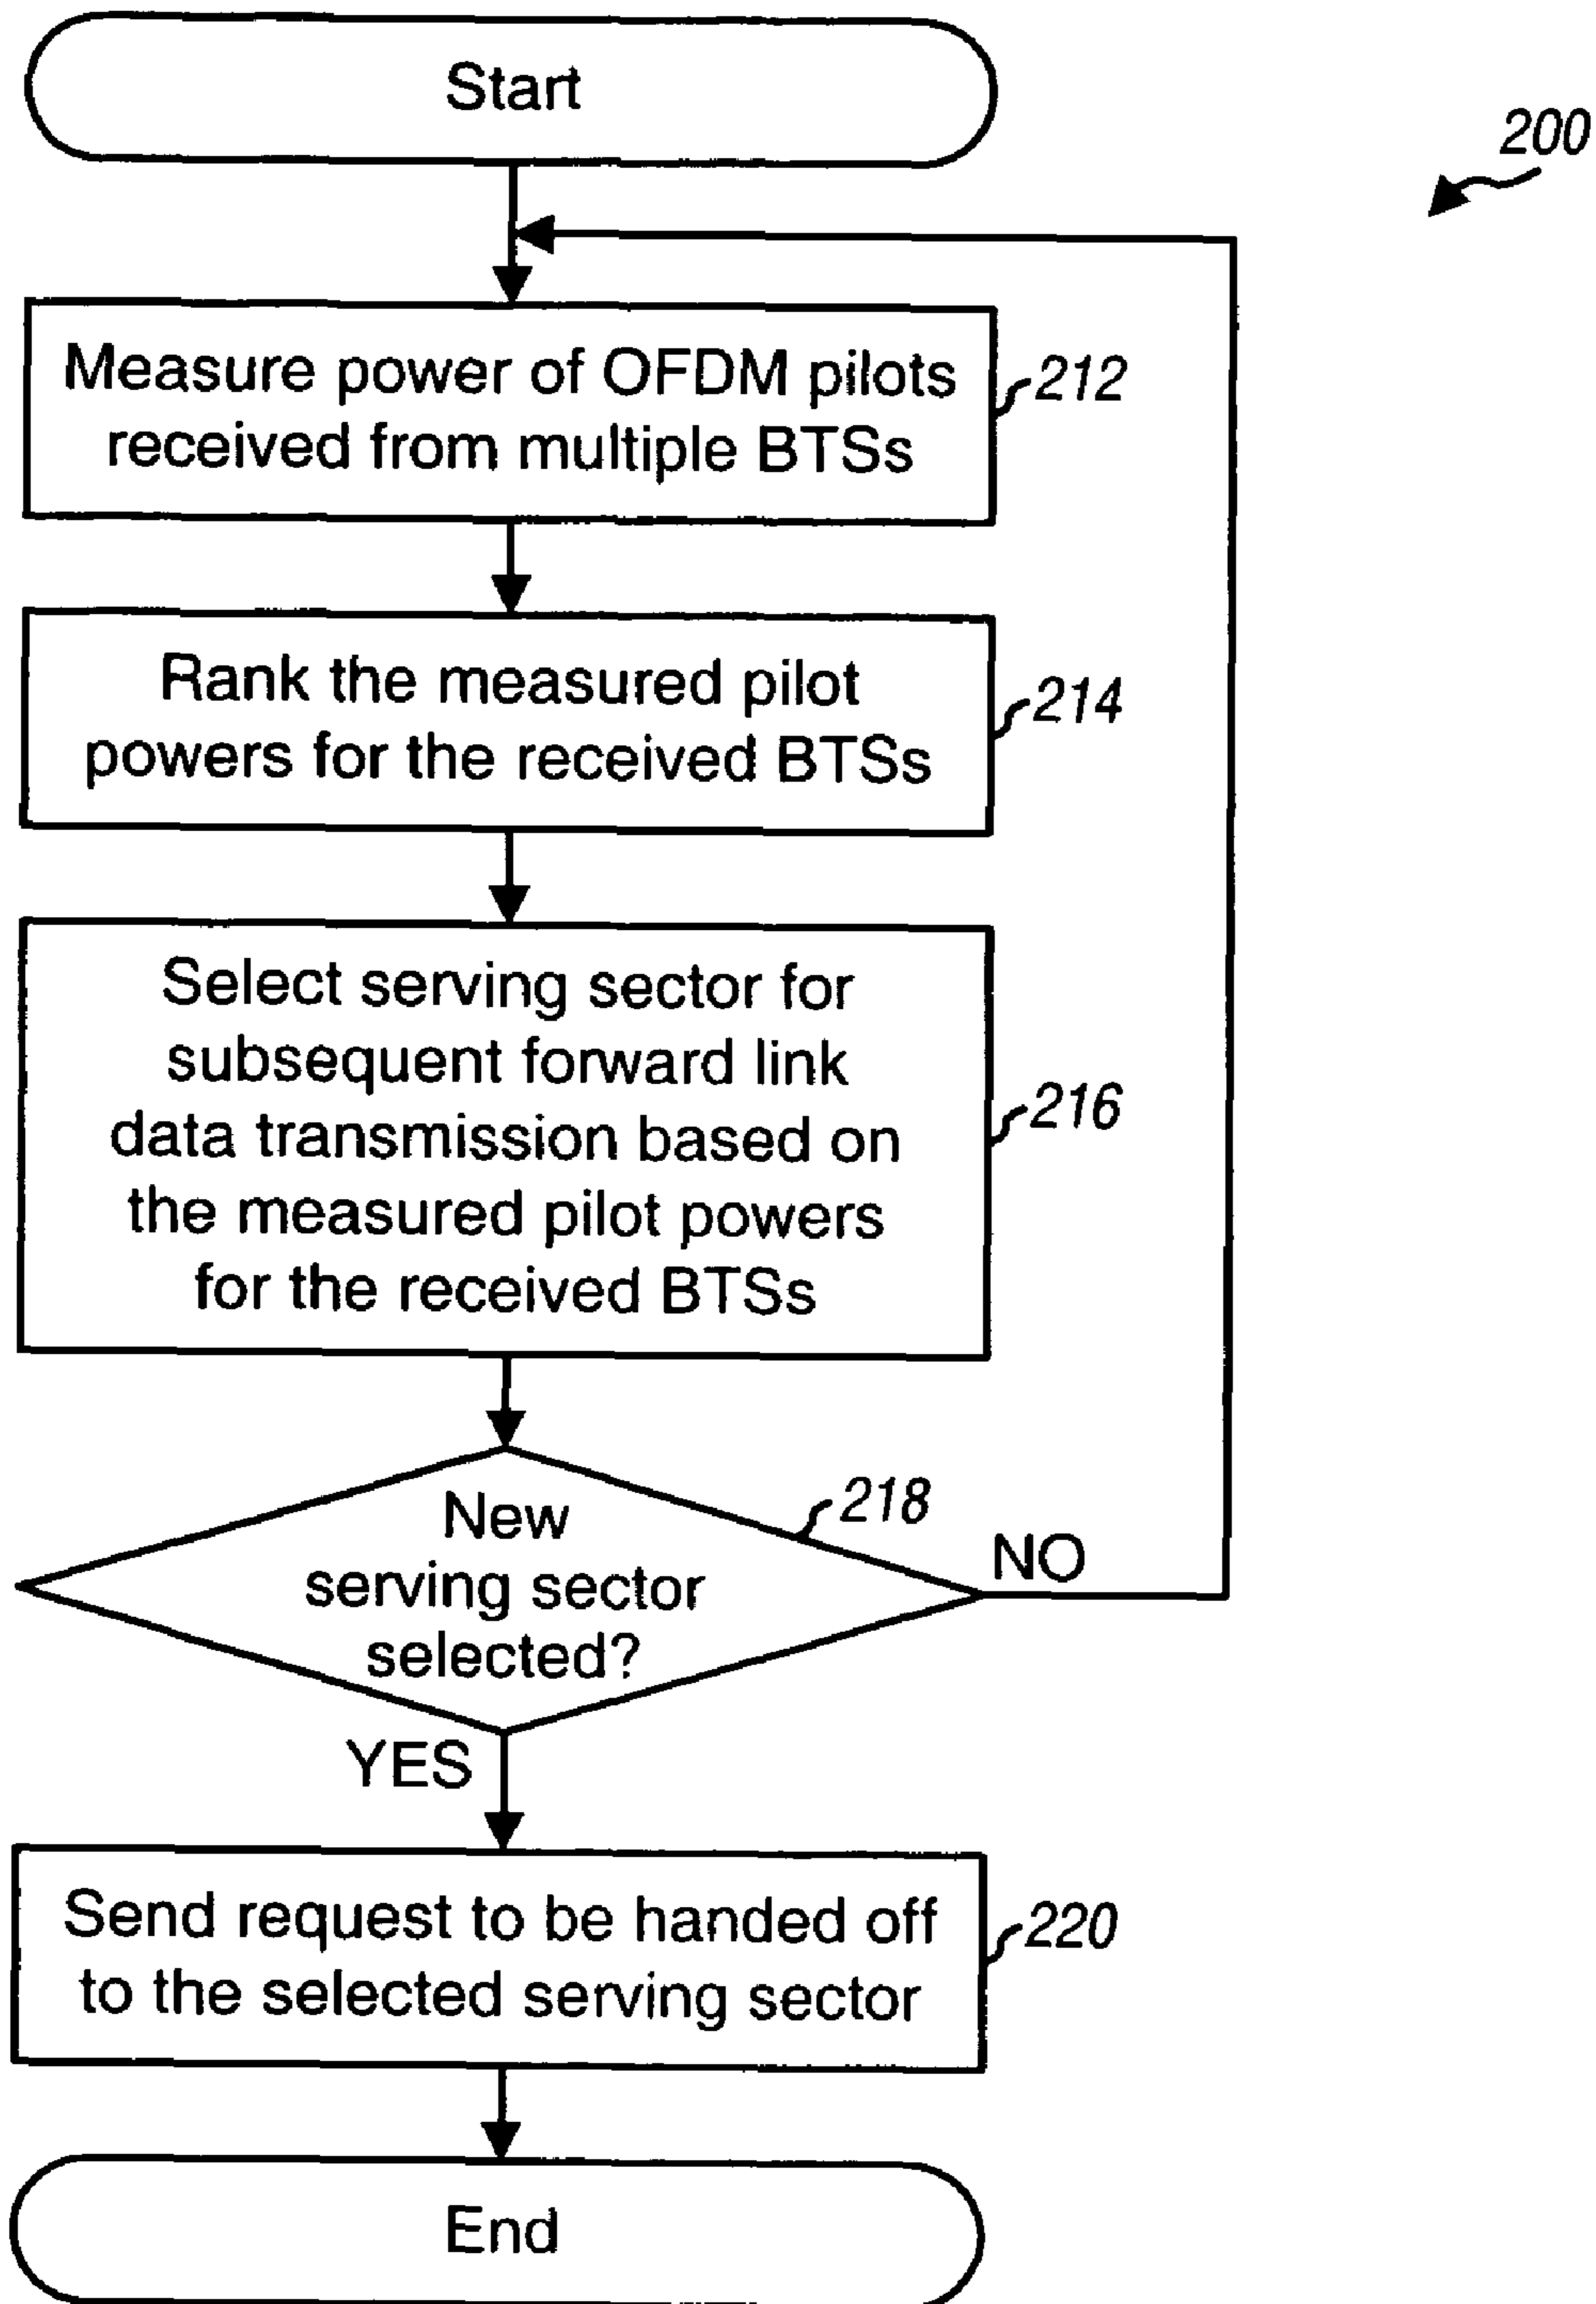 Start
200
Measure power of OFDM pilots
received from multiple BTSs
212
Rank the measured pilot
powers for the received BTSs
214
Select serving sector for
subsequent forward link
data transmission based on
the measured pilot powers
for the received BTSs
216
New
serving sector
selected?
218
NO
YES
Send request to be handed off
to the selected serving sector
220
End